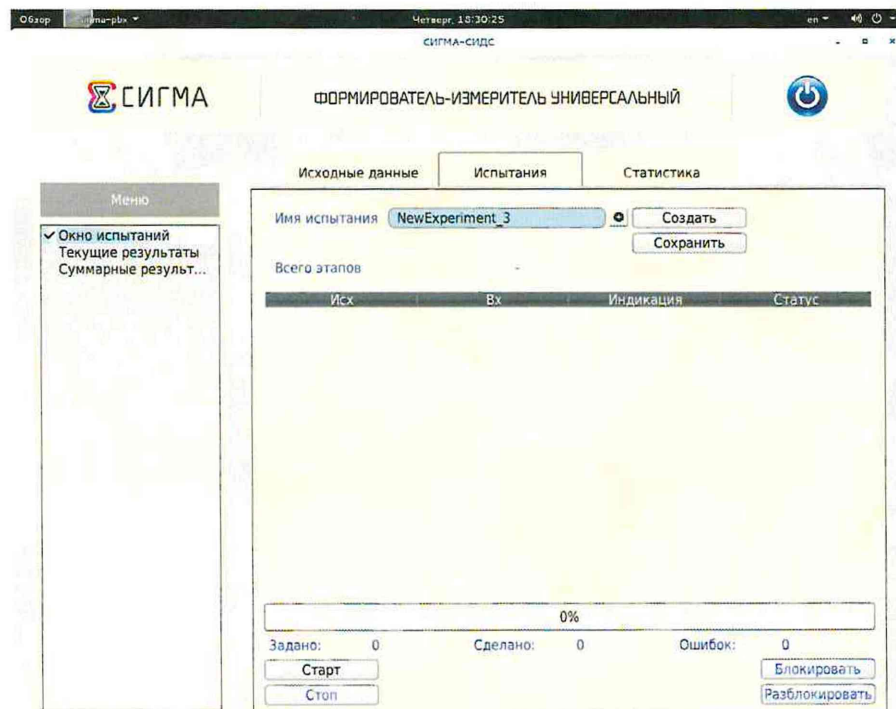 Обзор
Четверг, 18:30:25
en
СИГМА-СИДС
СИГМА
ФОРМИРОВАТЕЛЬ-ИЗМЕРИТЕЛЬ УНИВЕРСАЛЬНЫЙ
Исходные данные Испытания Статистика
Меню
✔ Окно испытаний
Текущие результаты
Суммарные результ...
Имя испытания NewExperiment_3 Создать
Сохранить
Всего этапов -
Исх Вх Индикация Статус
0%
Задано: 0 Сделано: 0 Ошибок: 0
Старт Блокировать
Стоп Разблокировать